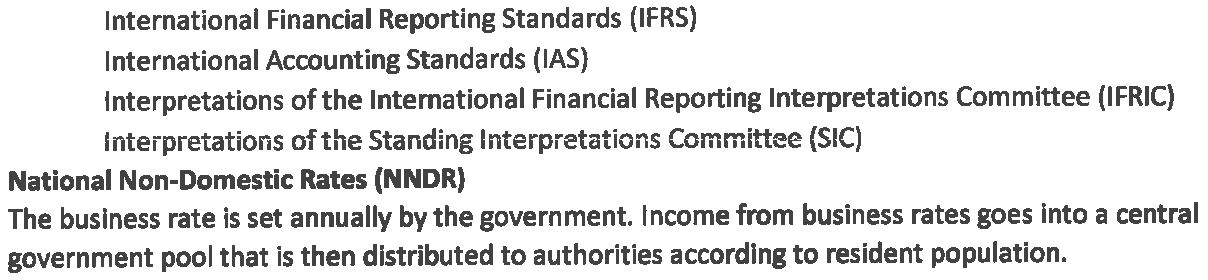 International Financial Reporting Standards (IFRS)
International Accounting Standards (IAS)
Interpretations of the International Financial Reporting Interpretations Committee (IFRIC)
Interpretations of the Standing Interpretations Committee (SIC)
National Non-Domestic Rates (NNDR)
The business rate is set annually by the government. Income from business rates goes into a central
government pool that is then distributed to authorities according to resident population.